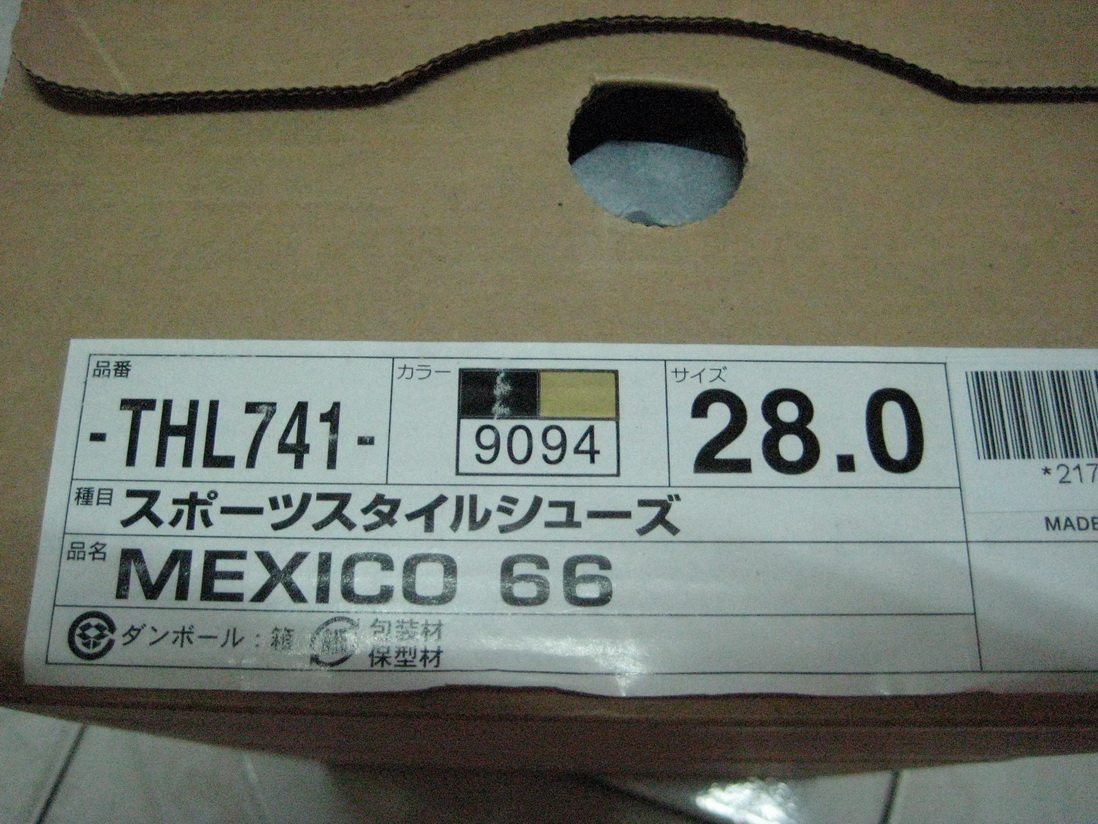 品番
-THL741-
カラー
9094
サイズ
28.0
*217
種目 スポーツスタイルシューズ
MADE
品名 MEXICO 66
ダンボール：箱
紙
包装材
保型材